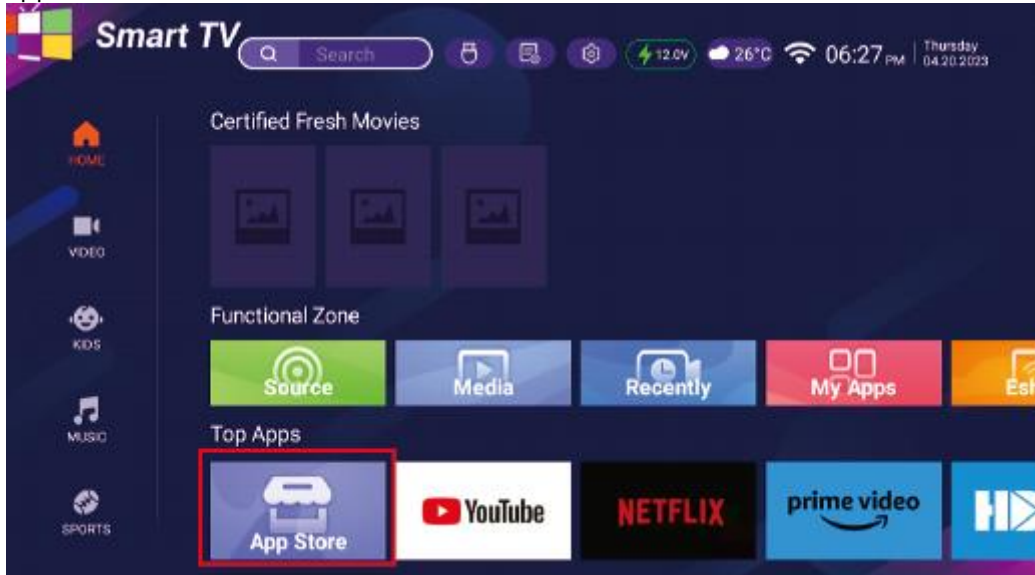 Smart TV
Search
12.0V
26°C
06:27 PM
Thursday
04.20.2023
Certified Fresh Movies
HOME
VIDEO
Functional Zone
KIDS
Source
Media
Recently
My Apps
MUSIC
Top Apps
SPORTS
App Store
YouTube
NETFLIX
prime video